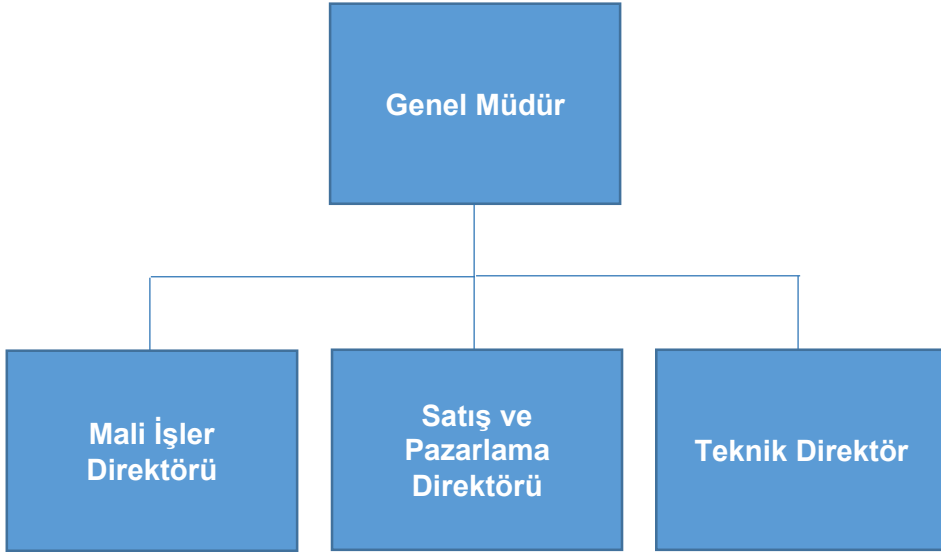 Genel Müdür
Mali İşler
Direktörü
Satış ve
Pazarlama
Direktörü
Teknik Direktör